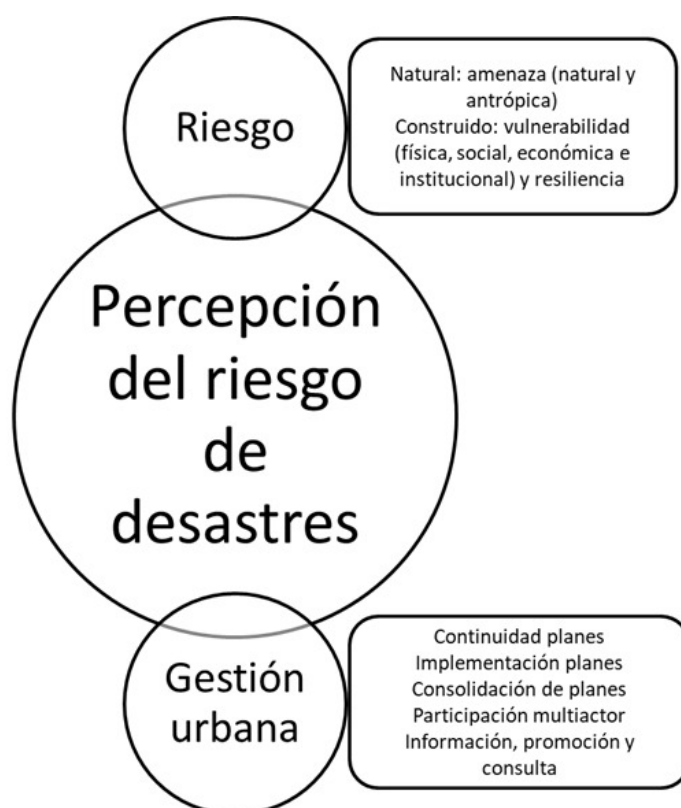 Riesgo
Natural: amenaza (natural y
antrópica)
Construido: vulnerabilidad
(física, social, económica e
institucional) y resiliencia
Percepción
del riesgo
de
desastres
Gestión
urbana
Continuidad planes
Implementación planes
Consolidación de planes
Participación multiactor
Información, promoción y
consulta